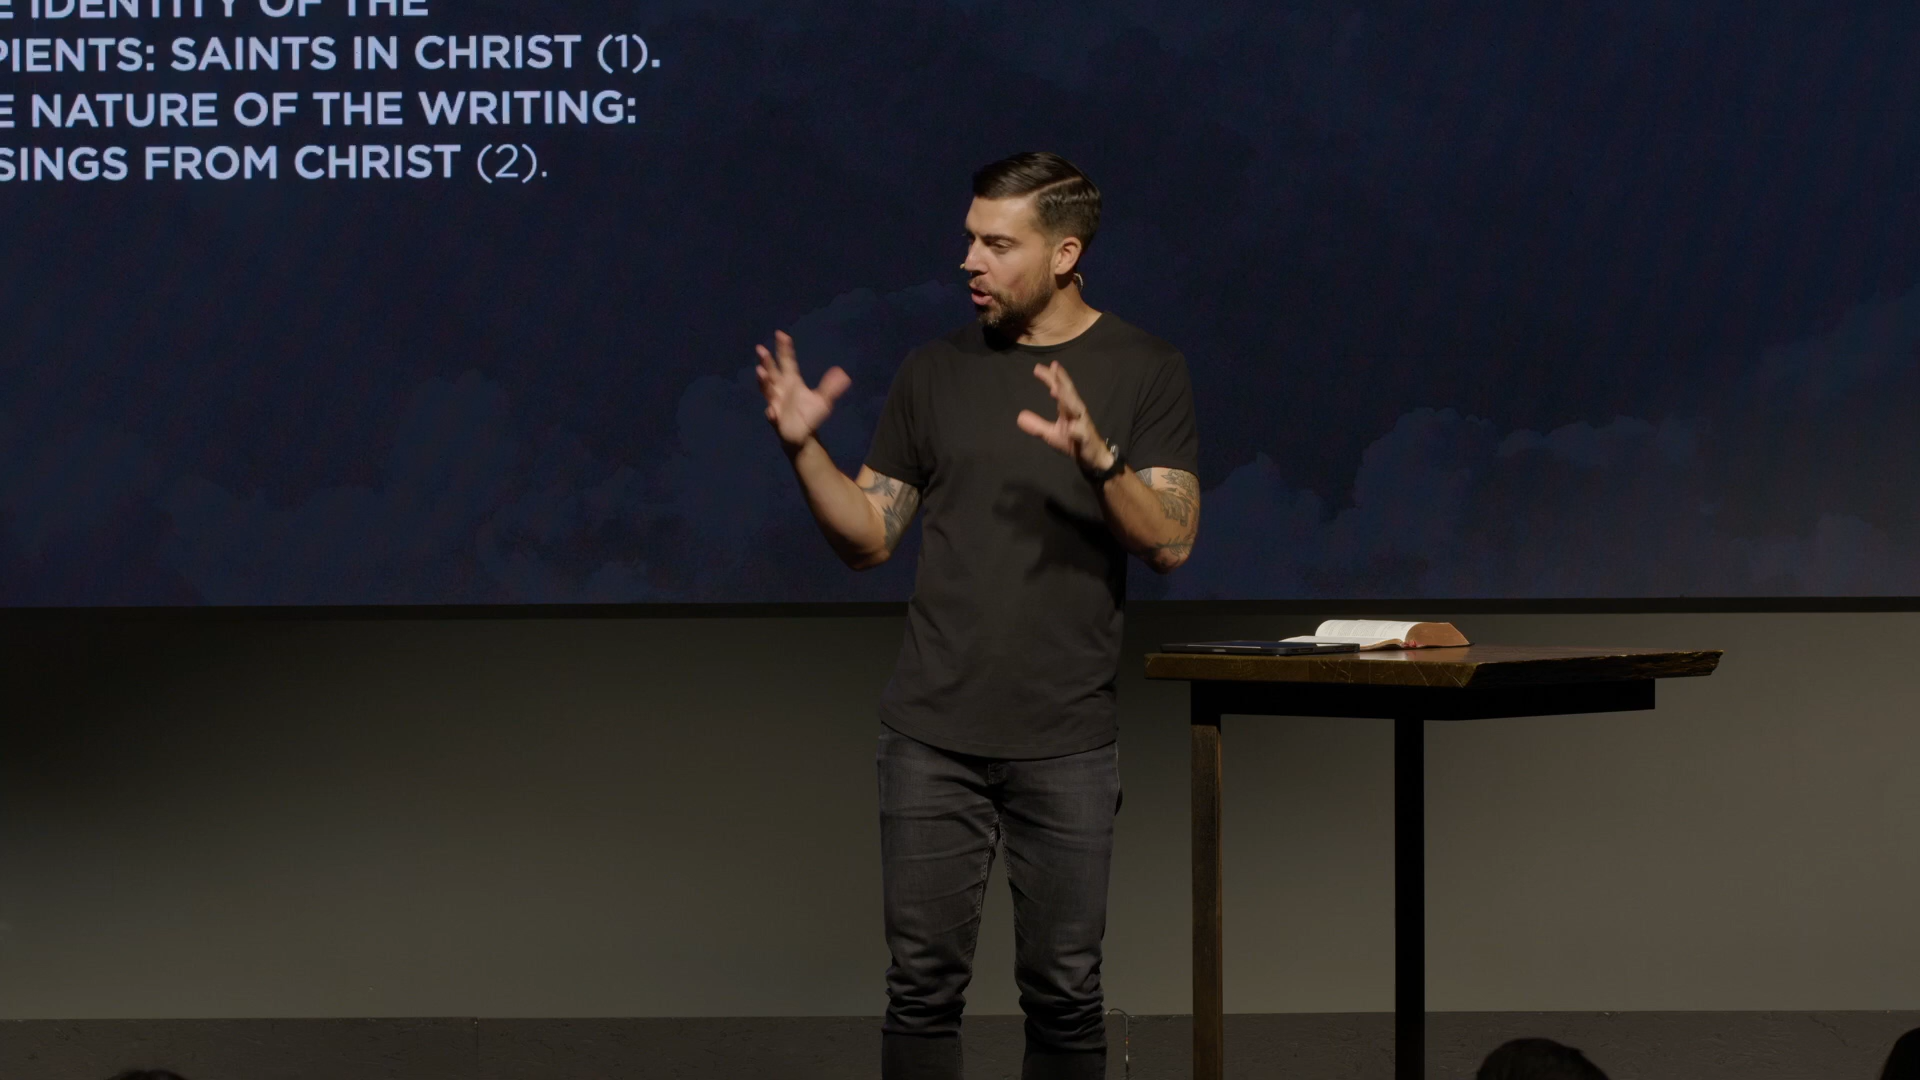 E IDENTITY OF THE
PIENTS: SAINTS IN CHRIST (1).
E NATURE OF THE WRITING:
SINGS FROM CHRIST (2).